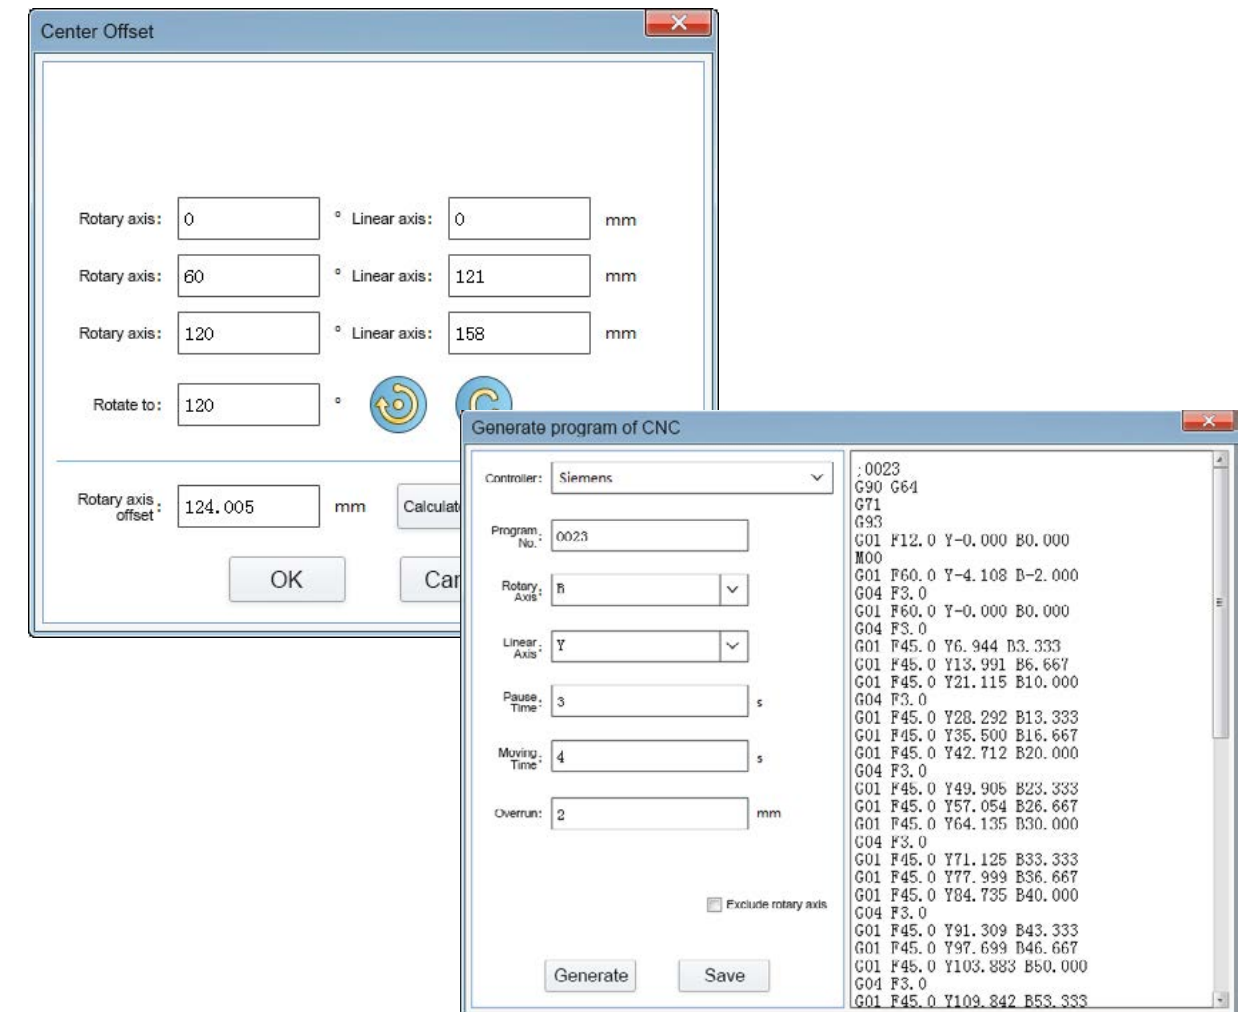 Center Offset
Rotary axis: 0 ° Linear axis: 0 mm
Rotary axis: 60 ° Linear axis: 121 mm
Rotary axis: 120 ° Linear axis: 158 mm
Rotate to: 120 °
Rotary axis offset: 124.005 mm
OK
Generate program of CNC
Controller: Siemens
Program No.: 0023
Rotary Axis: B
Linear Axis: Y
Pause Time: 3 s
Moving Time: 4 s
Overrun: 2 mm
Exclude rotary axis
Generate Save
;0023
G90 G64
G71
G93
G01 F12.0 Y-0.000 B0.000
M00
G01 F60.0 Y-4.108 B-2.000
G04 F3.0
G01 F60.0 Y-0.000 B0.000
G04 F3.0
G01 F45.0 Y6.944 B3.333
G01 F45.0 Y13.991 B6.667
G01 F45.0 Y21.115 B10.000
G04 F3.0
G01 F45.0 Y28.292 B13.333
G01 F45.0 Y35.500 B16.667
G01 F45.0 Y42.712 B20.000
G04 F3.0
G01 F45.0 Y49.905 B23.333
G01 F45.0 Y57.054 B26.667
G01 F45.0 Y64.135 B30.000
G04 F3.0
G01 F45.0 Y71.125 B33.333
G01 F45.0 Y77.999 B36.667
G01 F45.0 Y84.735 B40.000
G04 F3.0
G01 F45.0 Y91.309 B43.333
G01 F45.0 Y97.699 B46.667
G01 F45.0 Y103.883 B50.000
G04 F3.0
G01 F45.0 Y109.842 B53.333